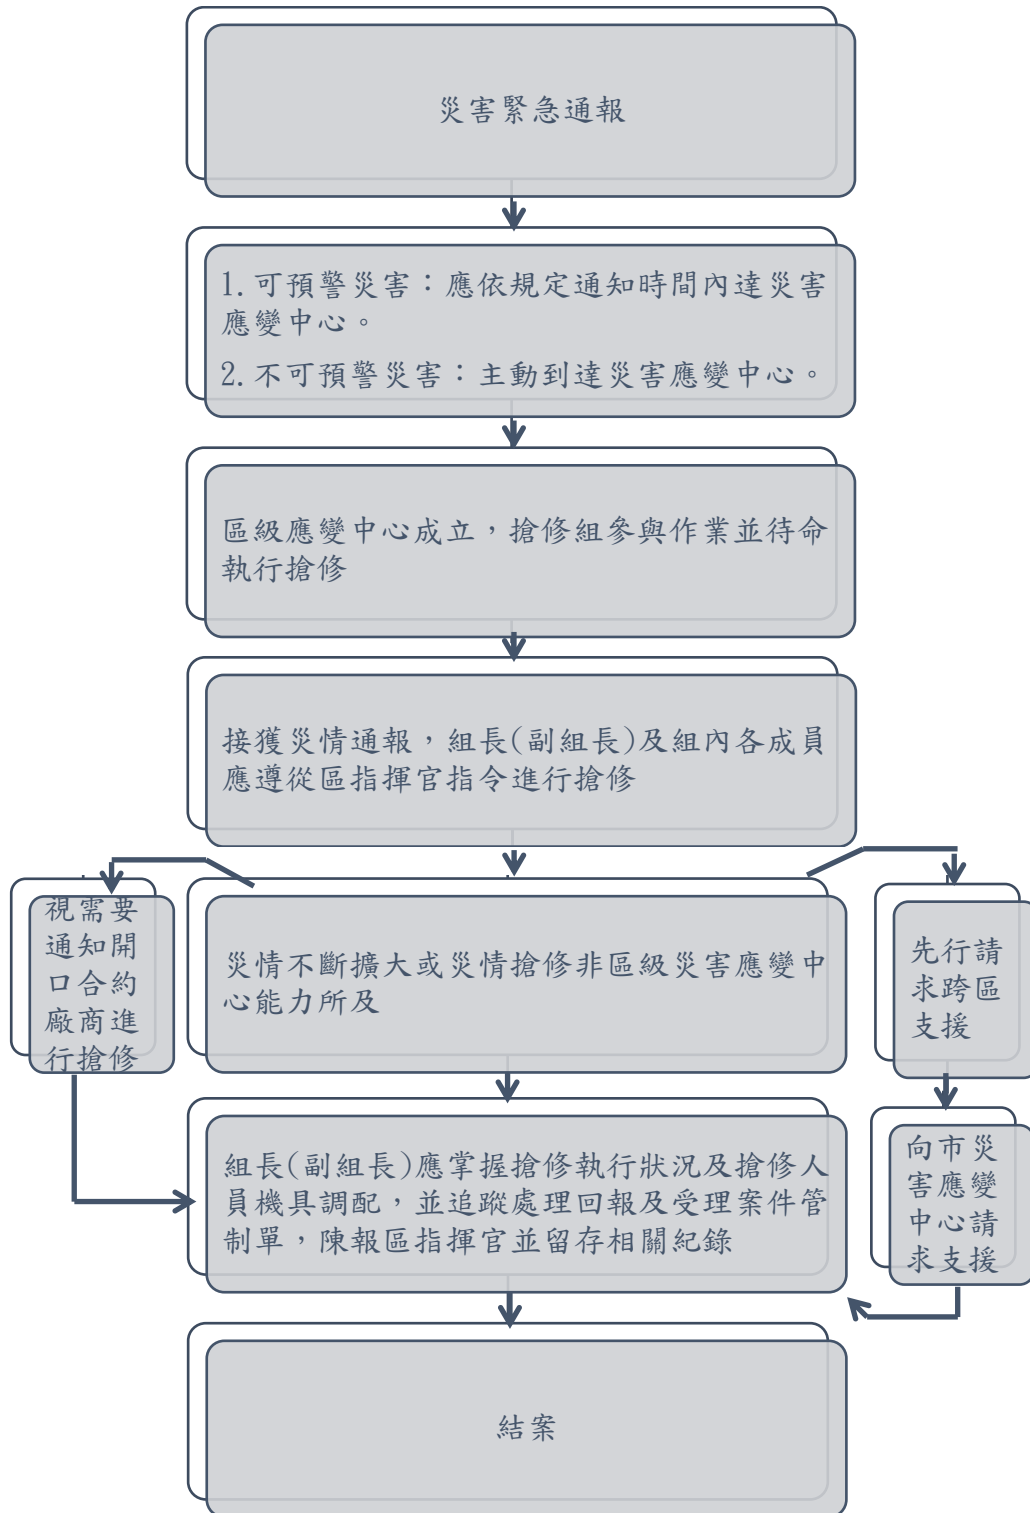 災害緊急通報
1. 可預警災害：應依規定通知時間內達災害
應變中心。
2. 不可預警災害：主動到達災害應變中心。
區級應變中心成立，搶修組參與作業並待命
執行搶修
接獲災情通報，組長(副組長)及組內各成員
應遵從區指揮官指令進行搶修
視需要
通知開
口合約
廠商進
行搶修
災情不斷擴大或災情搶修非區級災害應變中
心能力所及
先行請
求跨區
支援
組長(副組長)應掌握搶修執行狀況及搶修人
員機具調配，並追蹤處理回報及受理案件管
制單，陳報區指揮官並留存相關紀錄
向市災
害應變
中心請
求支援
結案